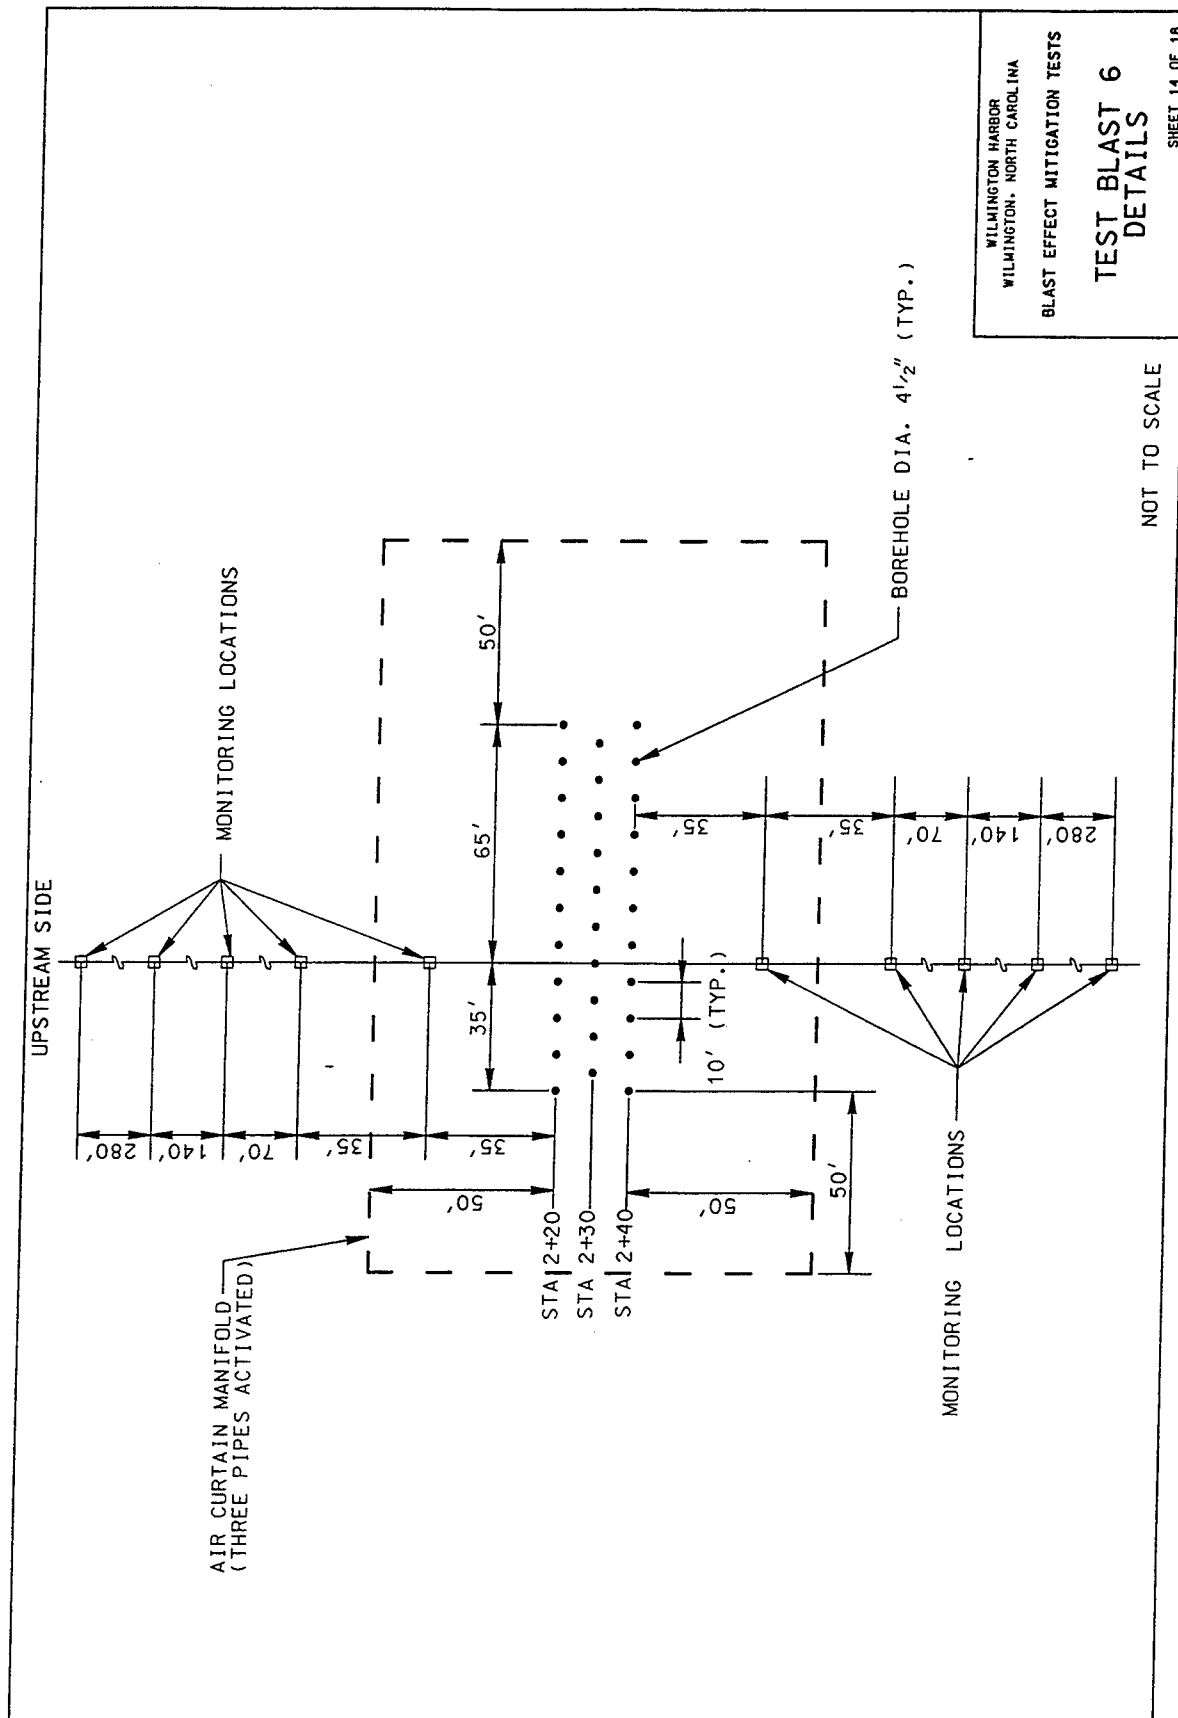 UPSTREAM SIDE
MONITORING LOCATIONS
AIR CURTAIN MANIFOLD
(THREE PIPES ACTIVATED)
280'
140'
70'
35'
35'
50'
35'
65'
50'
STA 2+20
STA 2+30
STA 2+40
50'
50'
10' (TYP.)
35'
35'
70'
140'
280'
BOREHOLE DIA. 4 1/2" (TYP.)
MONITORING LOCATIONS
NOT TO SCALE
WILMINGTON HARBOR
WILMINGTON, NORTH CAROLINA
BLAST EFFECT MITIGATION TESTS
TEST BLAST 6
DETAILS
SHEET 14 OF 18